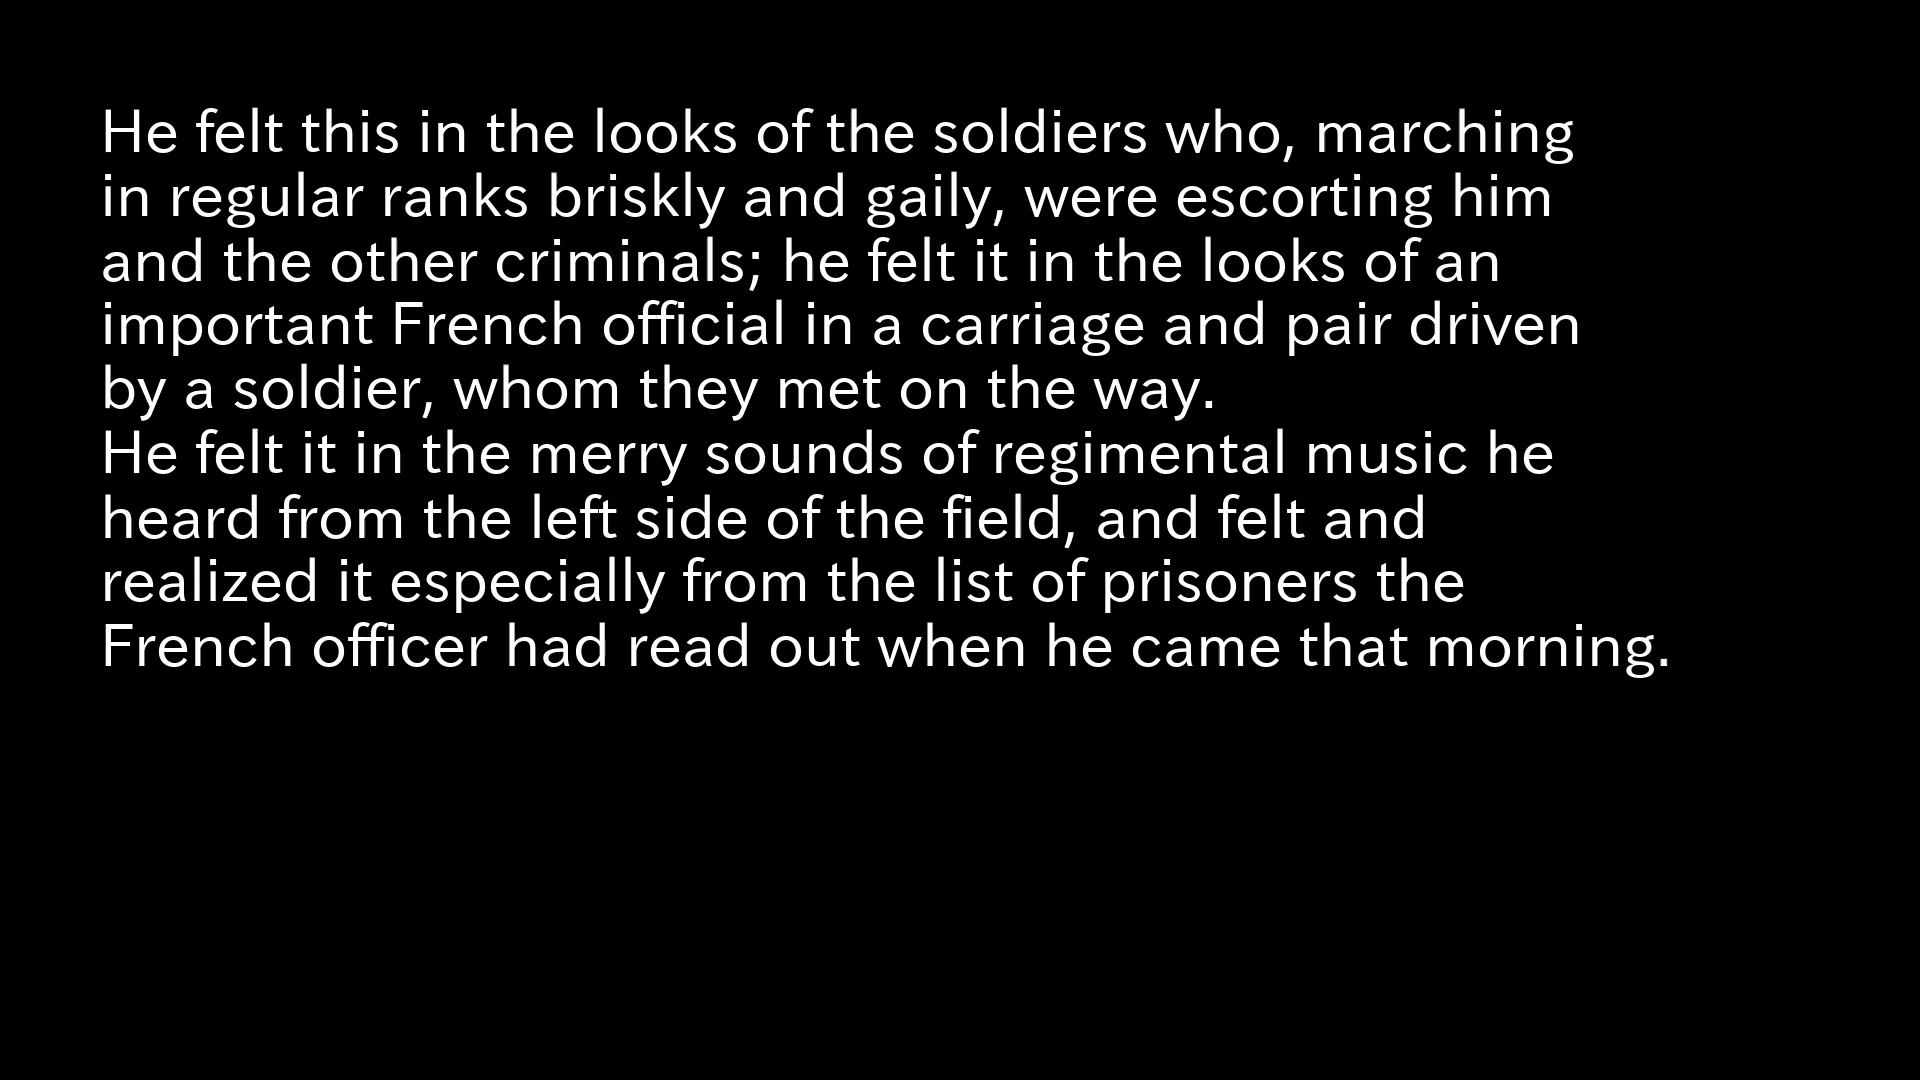 He felt this in the looks of the soldiers who, marching
in regular ranks briskly and gaily, were escorting him
and the other criminals; he felt it in the looks of an
important French official in a carriage and pair driven
by a soldier, whom they met on the way.
He felt it in the merry sounds of regimental music he
heard from the left side of the field, and felt and
realized it especially from the list of prisoners the
French officer had read out when he came that morning.